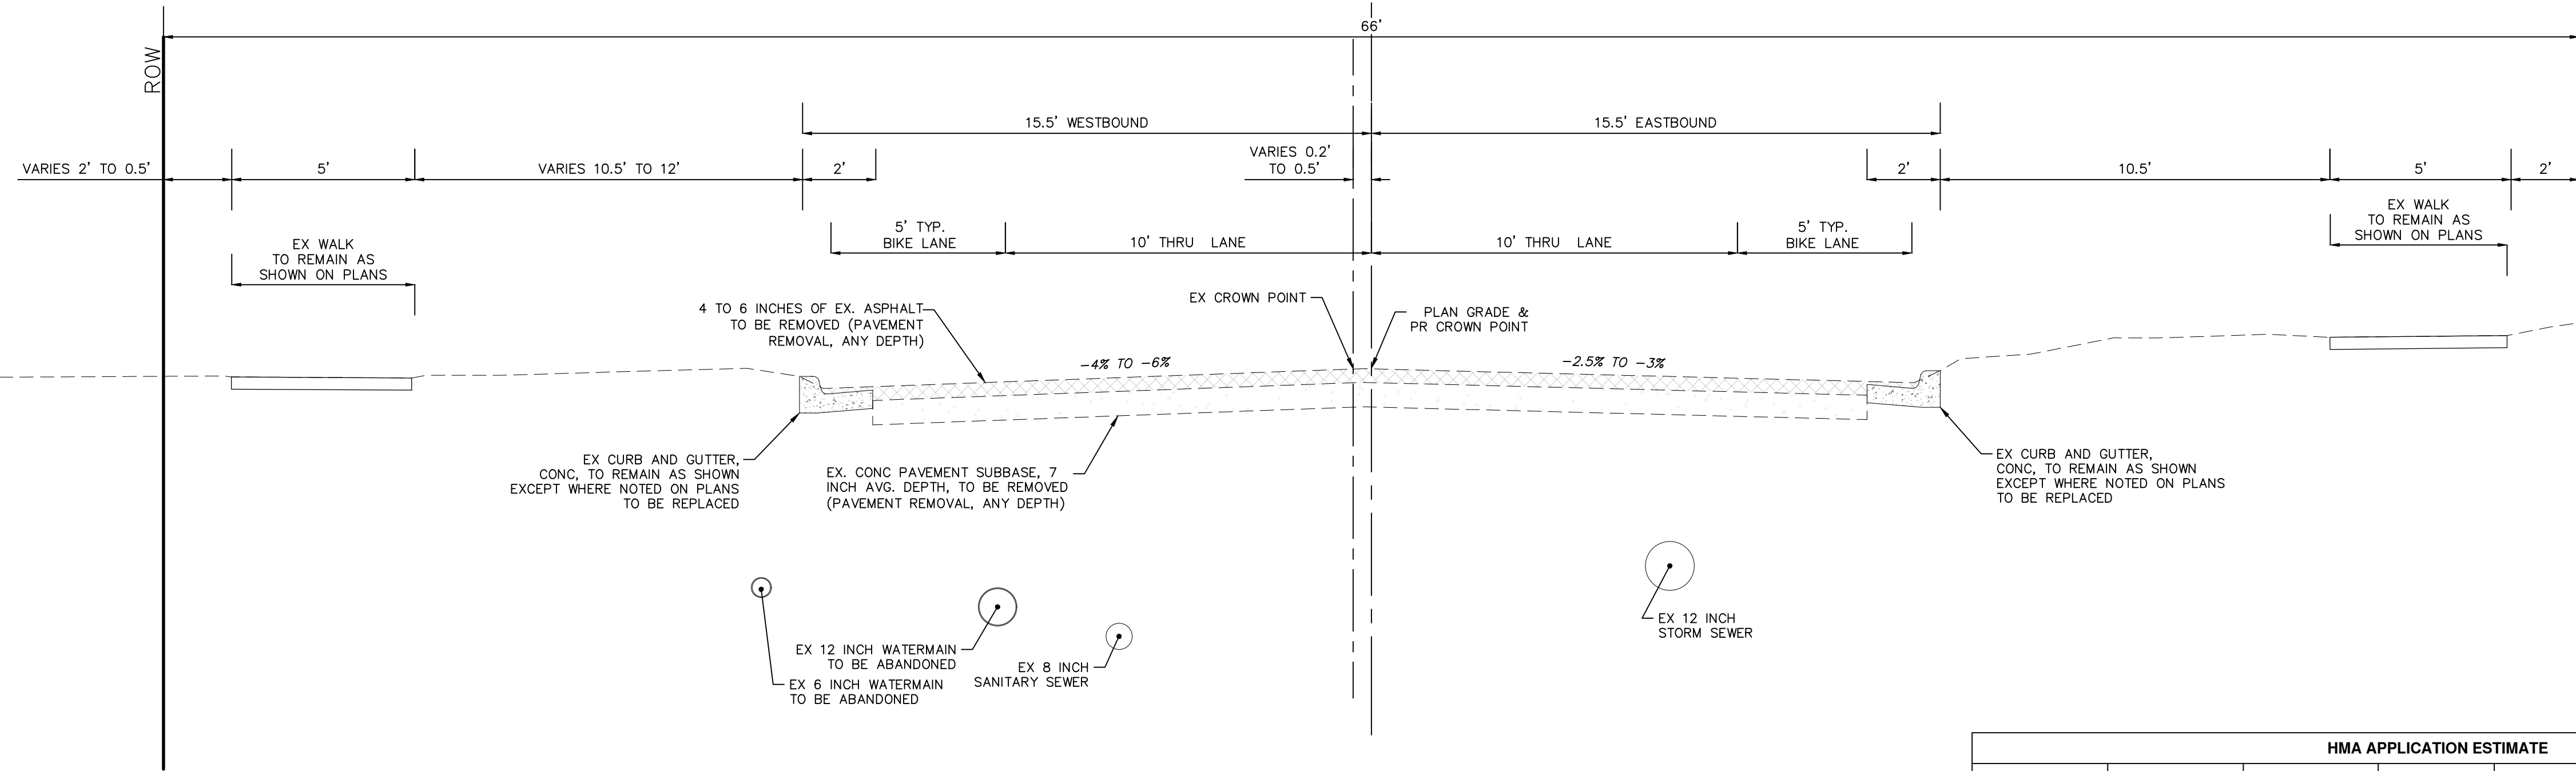 66'
ROW
15.5' WESTBOUND
15.5' EASTBOUND
VARIES 2' TO 0.5'
5'
VARIES 10.5' TO 12'
2'
VARIES 0.2'
TO 0.5'
2'
10.5'
5'
2'
EX WALK
TO REMAIN AS
SHOWN ON PLANS
5' TYP.
BIKE LANE
10' THRU LANE
10' THRU LANE
5' TYP.
BIKE LANE
EX WALK
TO REMAIN AS
SHOWN ON PLANS
4 TO 6 INCHES OF EX. ASPHALT
TO BE REMOVED (PAVEMENT
REMOVAL, ANY DEPTH)
EX CROWN POINT
PLAN GRADE &
PR CROWN POINT
-4% TO -6%
-2.5% TO -3%
EX CURB AND GUTTER,
CONC, TO REMAIN AS SHOWN
EXCEPT WHERE NOTED ON PLANS
TO BE REPLACED
EX. CONC PAVEMENT SUBBASE, 7
INCH AVG. DEPTH, TO BE REMOVED
(PAVEMENT REMOVAL, ANY DEPTH)
EX CURB AND GUTTER,
CONC, TO REMAIN AS SHOWN
EXCEPT WHERE NOTED ON PLANS
TO BE REPLACED
EX 12 INCH WATERMAIN
TO BE ABANDONED
EX 6 INCH WATERMAIN
TO BE ABANDONED
EX 8 INCH
SANITARY SEWER
EX 12 INCH
STORM SEWER
HMA APPLICATION ESTIMATE